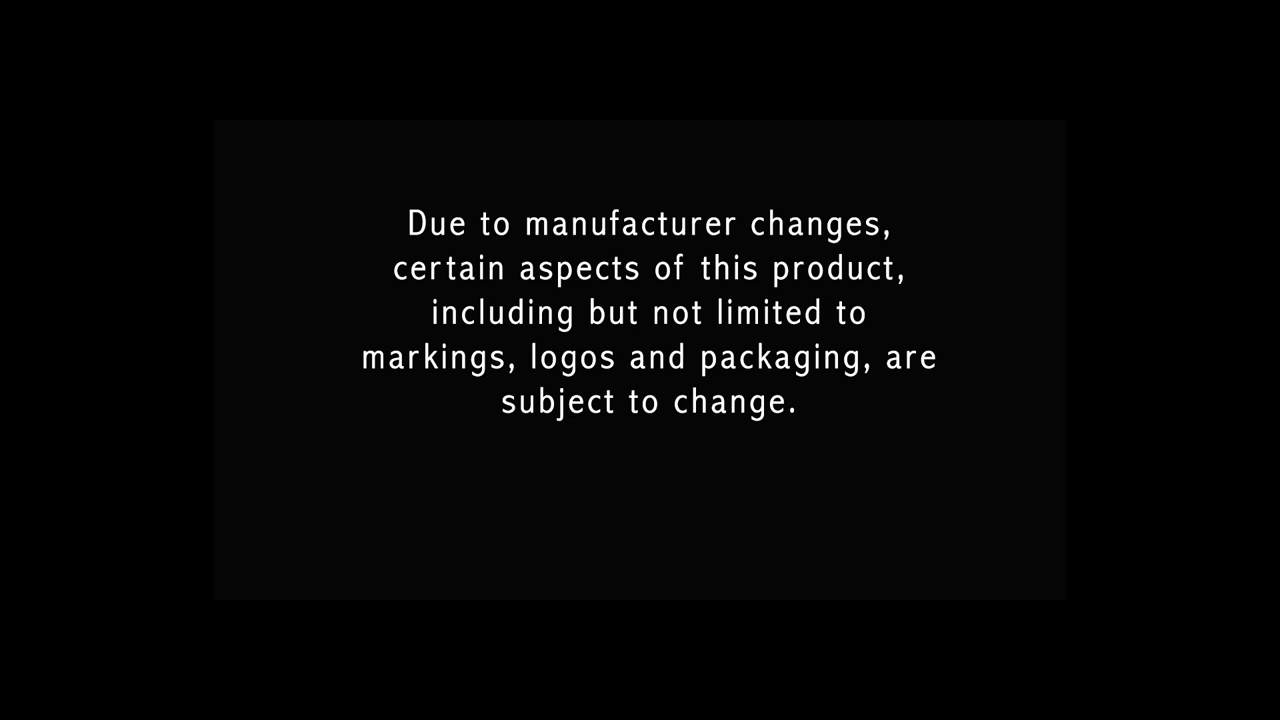 Due to manufacturer changes,
certain aspects of this product,
including but not limited to
markings, logos and packaging, are
subject to change.